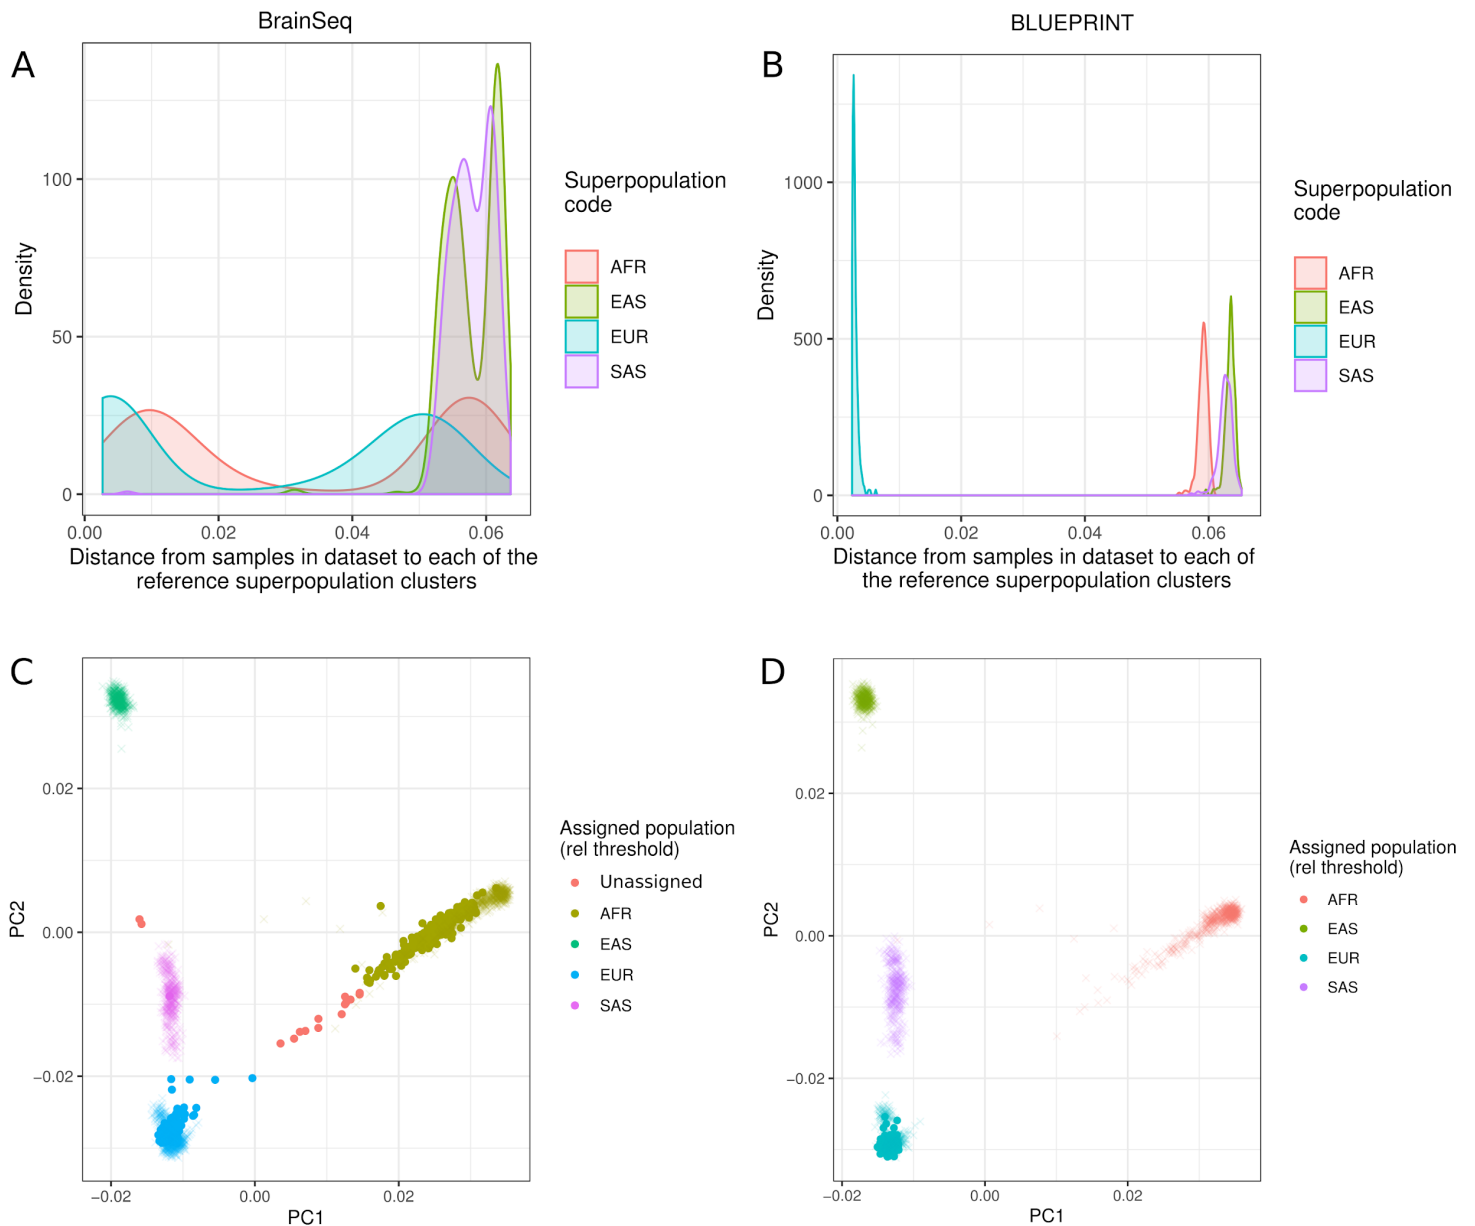 BrainSeq
BLUEPRINT
A
B
Density
100
50
0
0.00
0.02
0.04
0.06
Distance from samples in dataset to each of the
reference superpopulation clusters
Superpopulation
code
AFR
EAS
EUR
SAS
Density
1000
500
0
0.00
0.02
0.04
0.06
Distance from samples in dataset to each of
the reference superpopulation clusters
Superpopulation
code
AFR
EAS
EUR
SAS
C
D
PC2
0.02
0.00
−0.02
−0.02
0.00
0.02
PC1
Assigned population
(rel threshold)
Unassigned
AFR
EAS
EUR
SAS
PC2
0.02
0.00
−0.02
−0.02
0.00
0.02
PC1
Assigned population
(rel threshold)
AFR
EAS
EUR
SAS